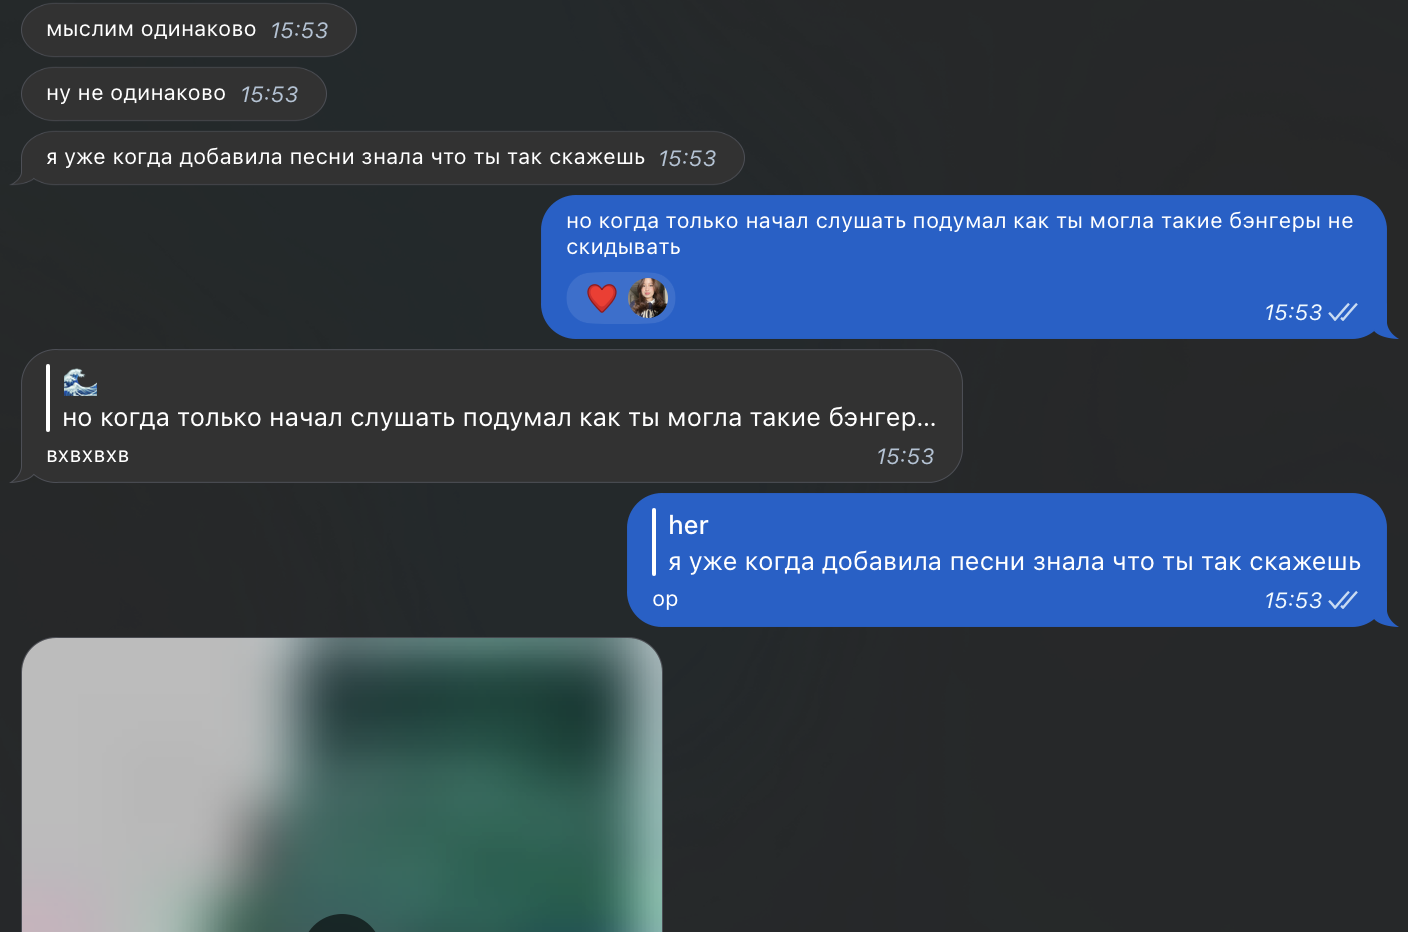 мыслим одинаково 15:53
ну не одинаково 15:53
я уже когда добавила песни знала что ты так скажешь 15:53
но когда только начал слушать подумал как ты могла такие бэнгеры не
скидывать
15:53
но когда только начал слушать подумал как ты могла такие бэнгер...
вхвхвхв 15:53
her
я уже когда добавила песни знала что ты так скажешь
ор 15:53